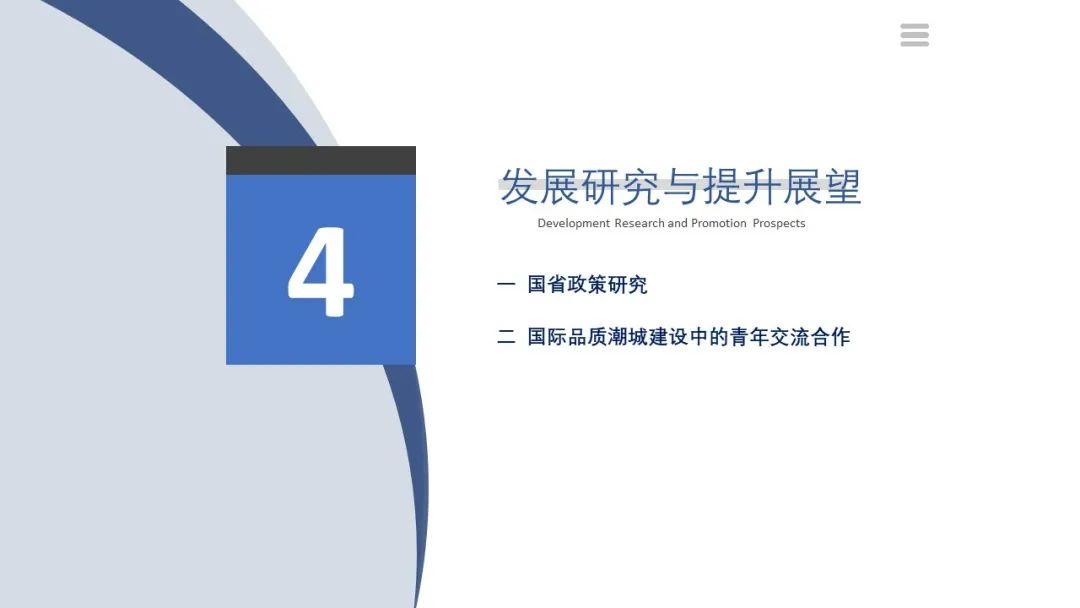 4
发展研究与提升展望
Development Research and Promotion Prospects
一 国省政策研究
二 国际品质潮城建设中的青年交流合作